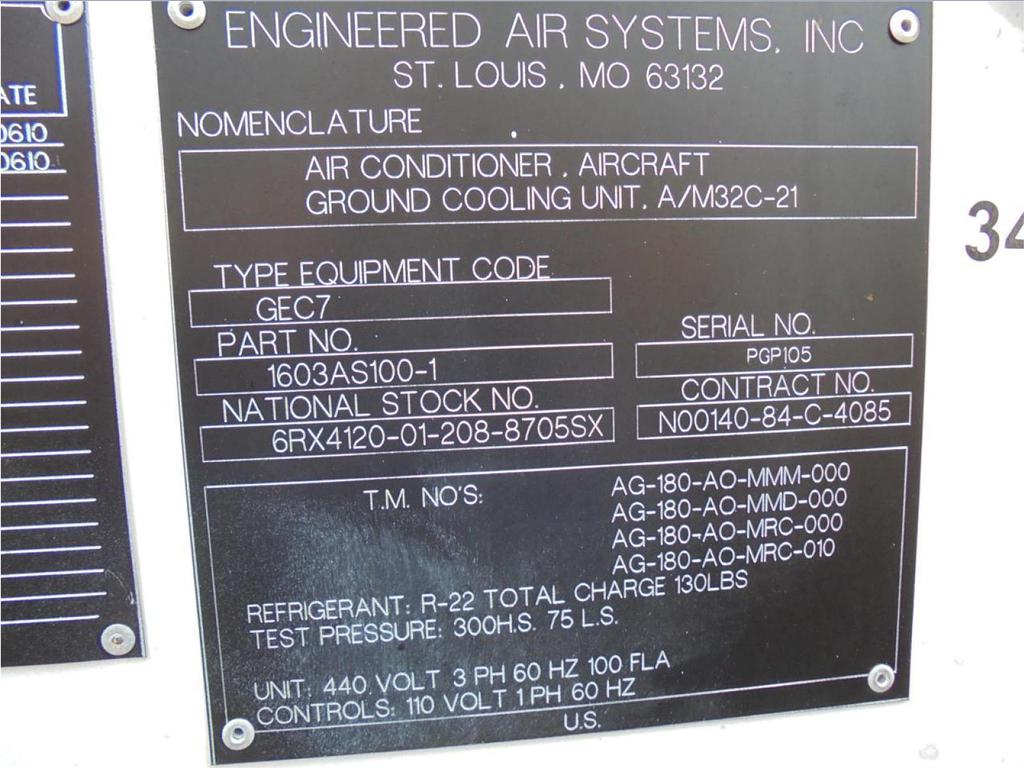 ENGINEERED AIR SYSTEMS, INC
ST. LOUIS, MO 63132
NOMENCLATURE
AIR CONDITIONER, AIRCRAFT
GROUND COOLING UNIT, A/M32C-21
TYPE EQUIPMENT CODE
GEC7
PART NO.
1603AS100-1
NATIONAL STOCK NO.
6RX4120-01-208-8705SX
SERIAL NO.
PGP105
CONTRACT NO.
N00140-84-C-4085
T.M. NO'S: AG-180-AO-MMM-000
AG-180-AO-MMD-000
AG-180-AO-MRC-000
AG-180-AO-MRC-010
REFRIGERANT: R-22 TOTAL CHARGE 130LBS
TEST PRESSURE: 300H.S. 75 L.S.
UNIT: 440 VOLT 3 PH 60 HZ 100 FLA
CONTROLS: 110 VOLT 1 PH 60 HZ
U.S.
34